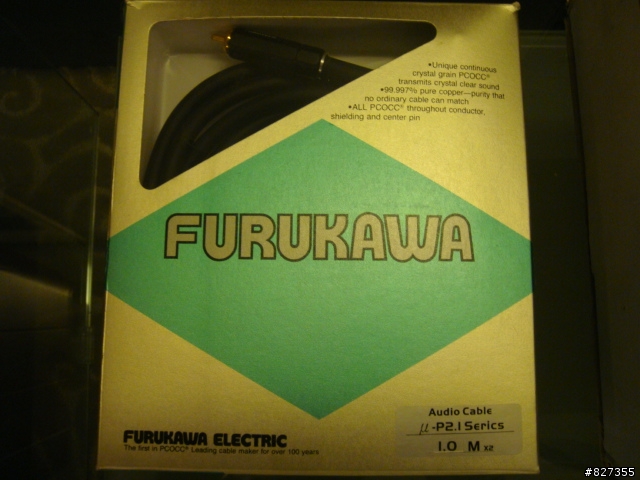 •Unique continuous
crystal grain PCOCC®
transmits crystal clear sound
•99.997% pure copper—purity that
no ordinary cable can match
•ALL PCOCC® throughout conductor,
shielding and center pin
FURUKAWA
Audio Cable
μ-P2.1 Series
1.0 M x2
FURUKAWA ELECTRIC
The first in PCOCC® Leading cable maker for over 100 years
#827355